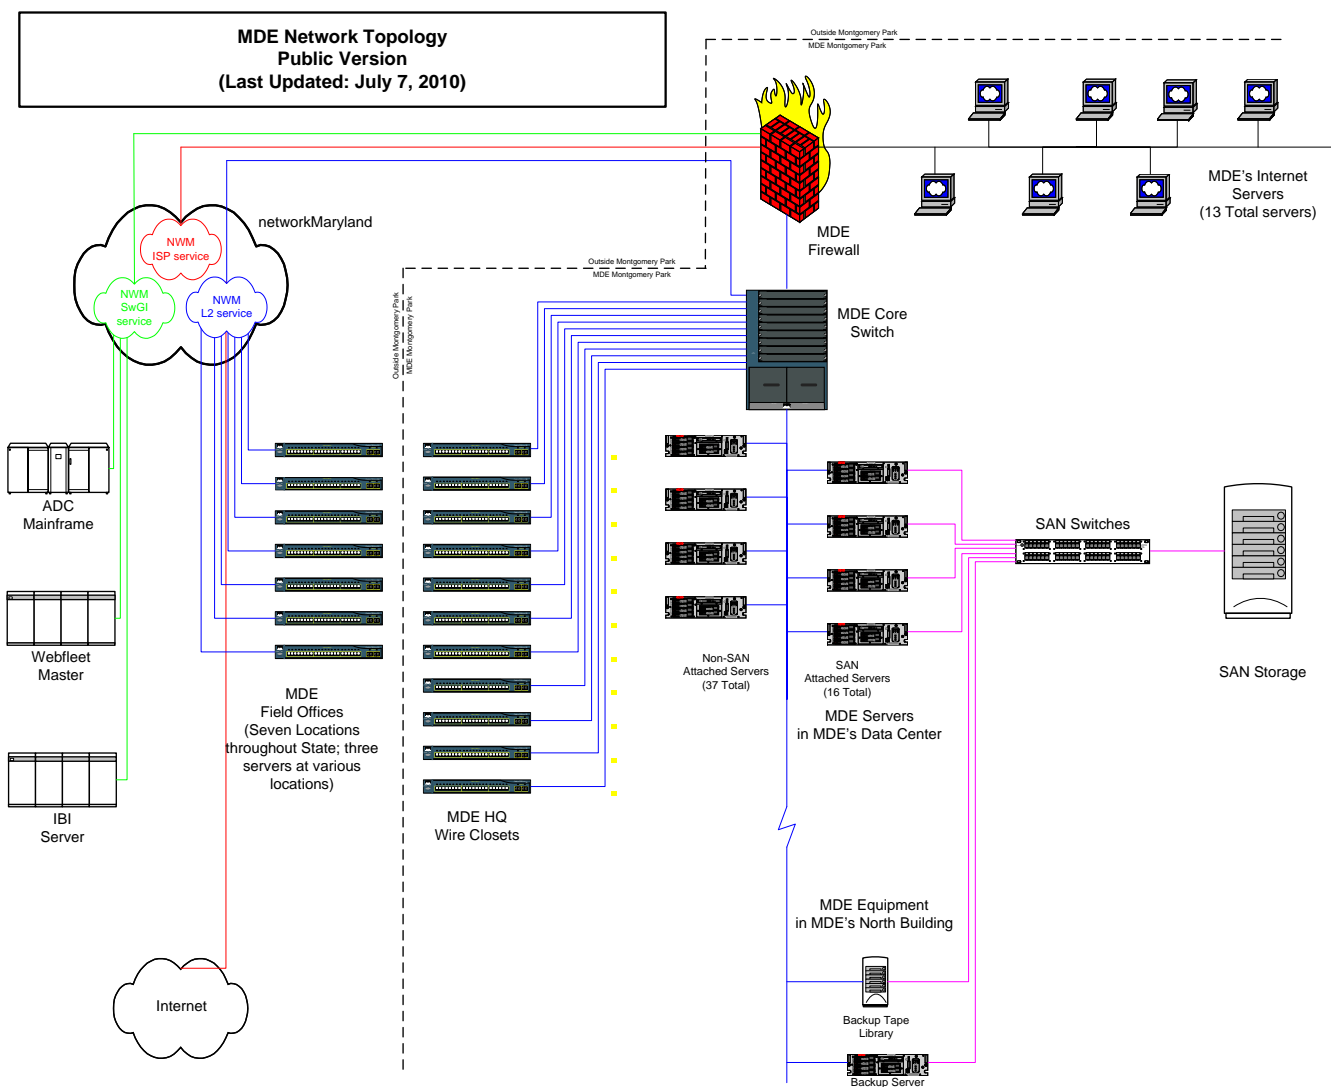 MDE Network Topology
Public Version
(Last Updated: July 7, 2010)
Outside Montgomery Park
MDE Montgomery Park
MDE's Internet
Servers
(13 Total servers)
MDE
Firewall
networkMaryland
NWM
ISP service
NWM
SwGI
service
NWM
L2 service
Outside Montgomery Park
MDE Montgomery Park
Outside Montgomery Park
MDE Montgomery Park
MDE Core
Switch
ADC
Mainframe
Webfleet
Master
IBI
Server
MDE
Field Offices
(Seven Locations
throughout State; three
servers at various
locations)
MDE HQ
Wire Closets
Non-SAN
Attached Servers
(37 Total)
SAN
Attached Servers
(16 Total)
MDE Servers
in MDE's Data Center
SAN Switches
SAN Storage
MDE Equipment
in MDE's North Building
Backup Tape
Library
Backup Server
Internet